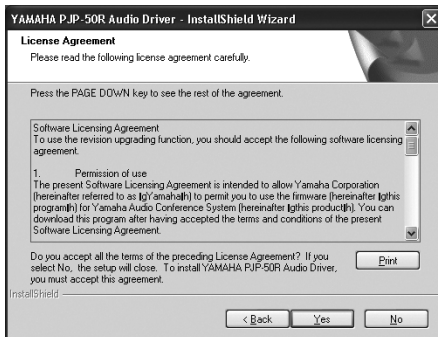 YAMAHA PJP-50R Audio Driver - InstallShield Wizard
License Agreement
Please read the following license agreement carefully.
Press the PAGE DOWN key to see the rest of the agreement.
Software Licensing Agreement
To use the revision upgrading function, you should accept the following software licensing
agreement.
1. Permission of use
The present Software Licensing Agreement is intended to allow Yamaha Corporation
(hereinafter referred to as |gYamaha|h) to permit you to use the firmware (hereinafter |gthis
program|h) for Yamaha Audio Conference System (hereinafter |gthis product|h). You can
download this program after having accepted the terms and conditions of the present
Software Licensing Agreement.
Do you accept all the terms of the preceding License Agreement? If you
select No, the setup will close. To install YAMAHA PJP-50R Audio Driver,
you must accept this agreement.
Print
InstallShield
< Back Yes No